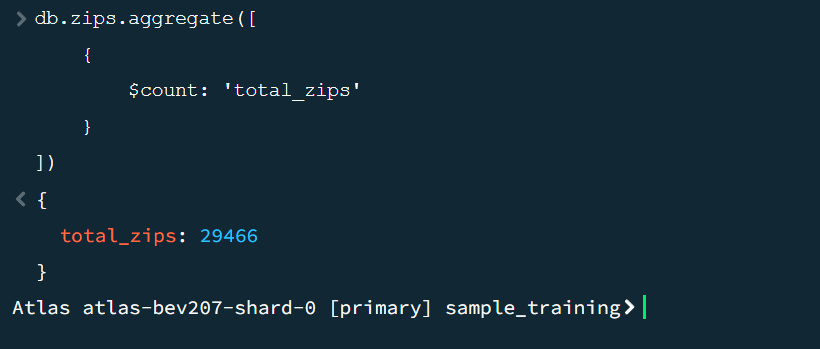 > db.zips.aggregate([
{
$count: 'total_zips'
}
])
< {
total_zips: 29466
}
Atlas atlas-bev207-shard-0 [primary] sample_training>